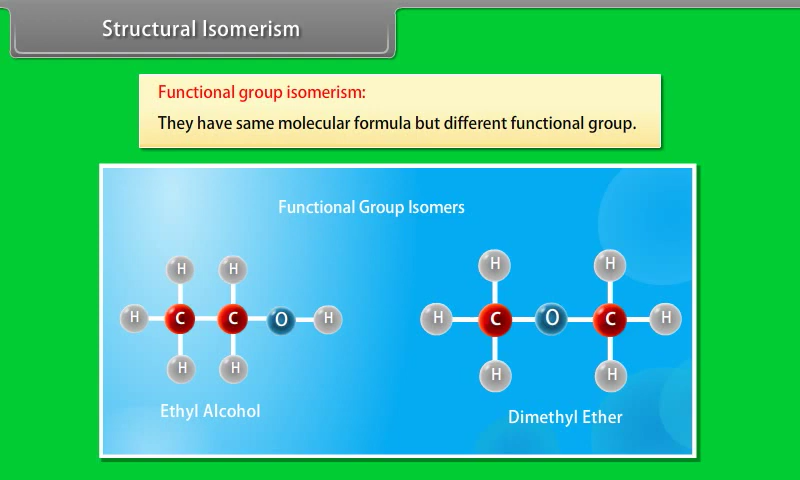 Structural Isomerism
Functional group isomerism:
They have same molecular formula but different functional group.
Functional Group Isomers
H H
H C C O H
H H
Ethyl Alcohol
H H
H C O C H
H H
Dimethyl Ether